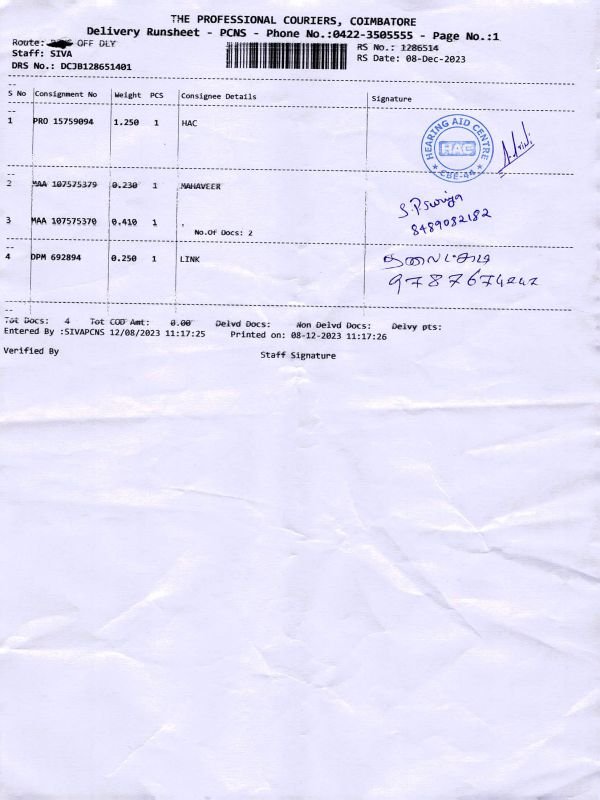 THE PROFESSIONAL COURIERS, COIMBATORE
Delivery Runsheet - PCNS - Phone No.:0422-3505555 - Page No.:1
Route: OFF DLY
RS No.: 1286514
Staff: SIVA
RS Date: 08-Dec-2023
DRS No.: DCJB128651401
S No Consignment No Weight PCS Consignee Details Signature
1 PRO 15759094 1.250 1 HAC
HEARING AID CENTRE
HAC
CBE-44
2 MAA 107575379 0.230 1 MAHAVEER
S.Psuriya
8489082182
3 MAA 107575370 0.410 1 .
No.Of Docs: 2
4 DPM 692894 0.250 1 LINK
Tot Docs: 4 Tot COD Amt: 0.00 Delvd Docs: Non Delvd Docs: Delvy pts:
Entered By :SIVAPCNS 12/08/2023 11:17:25 Printed on: 08-12-2023 11:17:26
Verified By Staff Signature